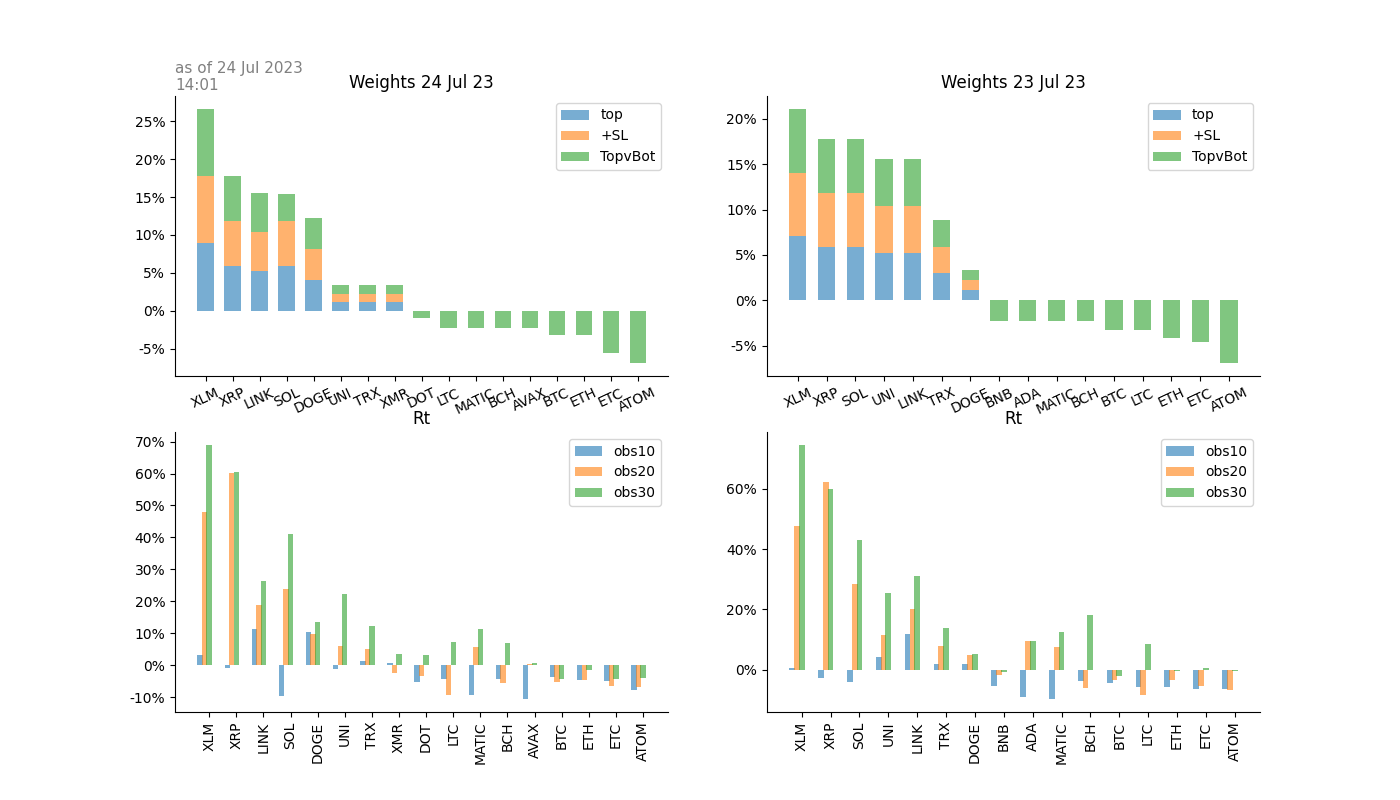 as of 24 Jul 2023
14:01
Weights 24 Jul 23
25%
20%
15%
10%
5%
0%
-5%
top
+SL
TopvBot
XLM XRP LINK SOL DOGE UNI TRX XMR DOT LTC MATIC BCH AVAX BTC ETH ETC ATOM
Weights 23 Jul 23
20%
15%
10%
5%
0%
-5%
top
+SL
TopvBot
XLM XRP SOL UNI LINK TRX DOGE BNB ADA MATIC BCH BTC LTC ETH ETC ATOM
Rt
70%
60%
50%
40%
30%
20%
10%
0%
-10%
obs10
obs20
obs30
XLM XRP LINK SOL DOGE UNI TRX XMR DOT LTC MATIC BCH AVAX BTC ETH ETC ATOM
Rt
60%
40%
20%
0%
obs10
obs20
obs30
XLM XRP SOL UNI LINK TRX DOGE BNB ADA MATIC BCH BTC LTC ETH ETC ATOM